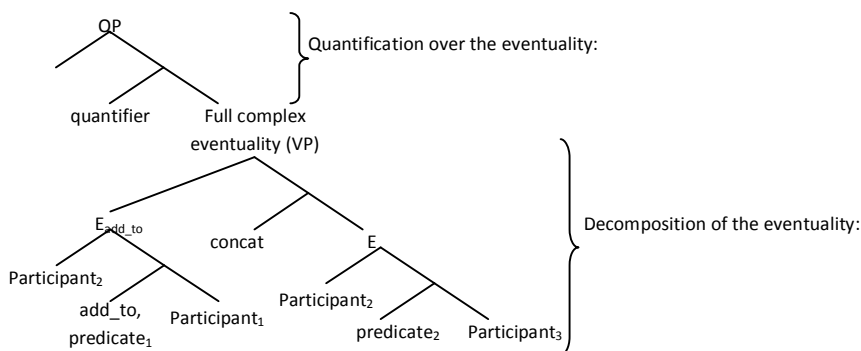 QP
Quantification over the eventuality:
quantifier
Full complex
eventuality (VP)
E add_to
concat
E
Decomposition of the eventuality:
Participant2
Participant2
add_to,
predicate1
Participant1
predicate2
Participant3